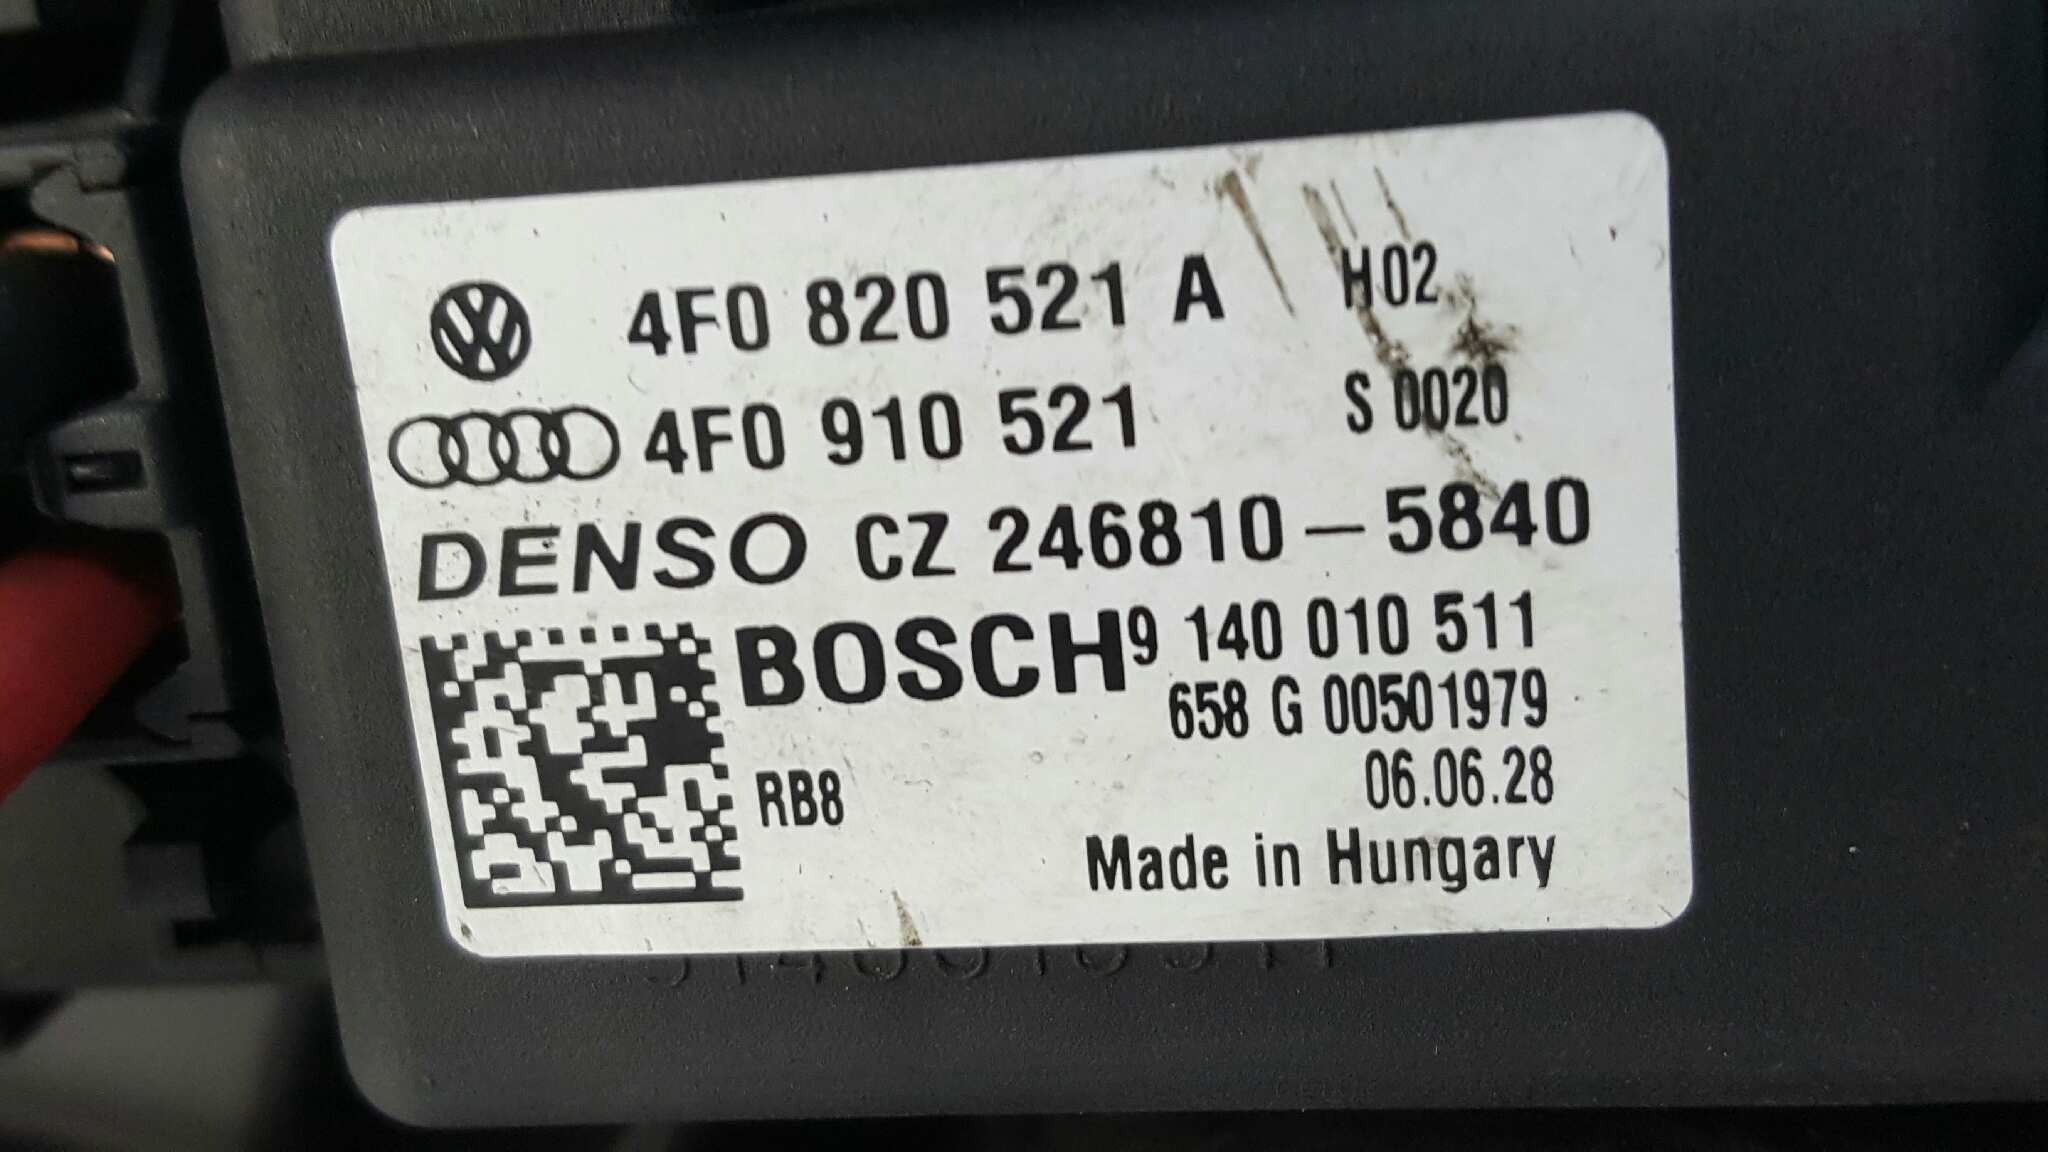 4F0 820 521 A H02
4F0 910 521 S 0020
DENSO CZ 246810-5840
BOSCH 9 140 010 511
658 G 00501979
RB8 06.06.28
Made in Hungary